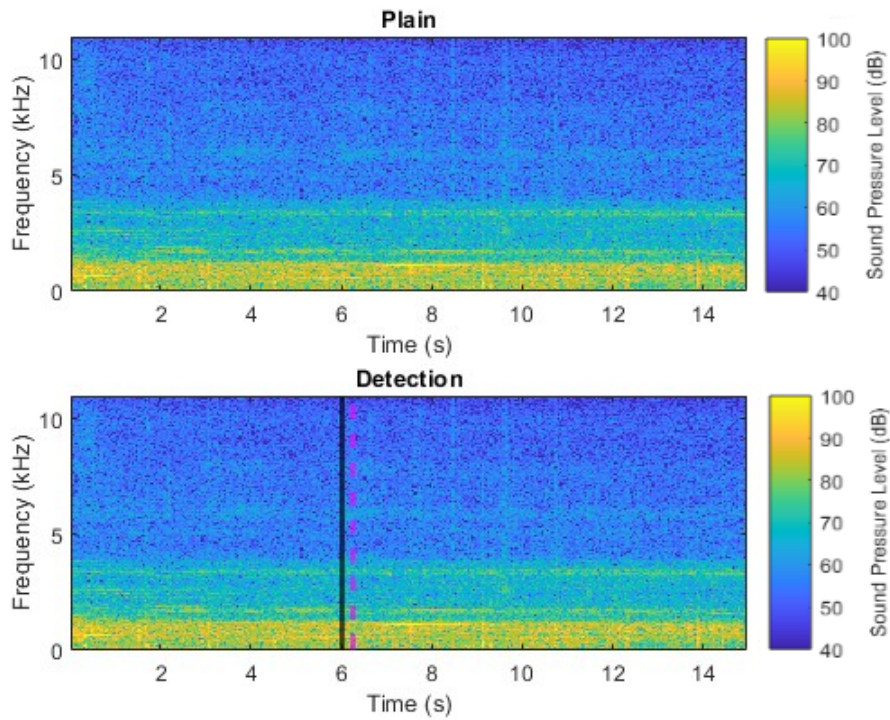 Plain
10
5
0
Frequency (kHz)
2 4 6 8 10 12 14
Time (s)
100
90
80
70
60
50
40
Sound Pressure Level (dB)
Detection
10
5
0
Frequency (kHz)
2 4 6 8 10 12 14
Time (s)
100
90
80
70
60
50
40
Sound Pressure Level (dB)